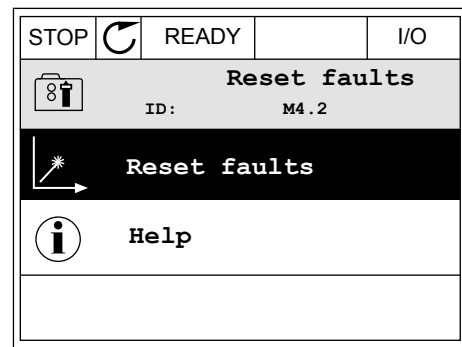 STOP READY I/O
Reset faults
ID: M4.2
Reset faults
Help